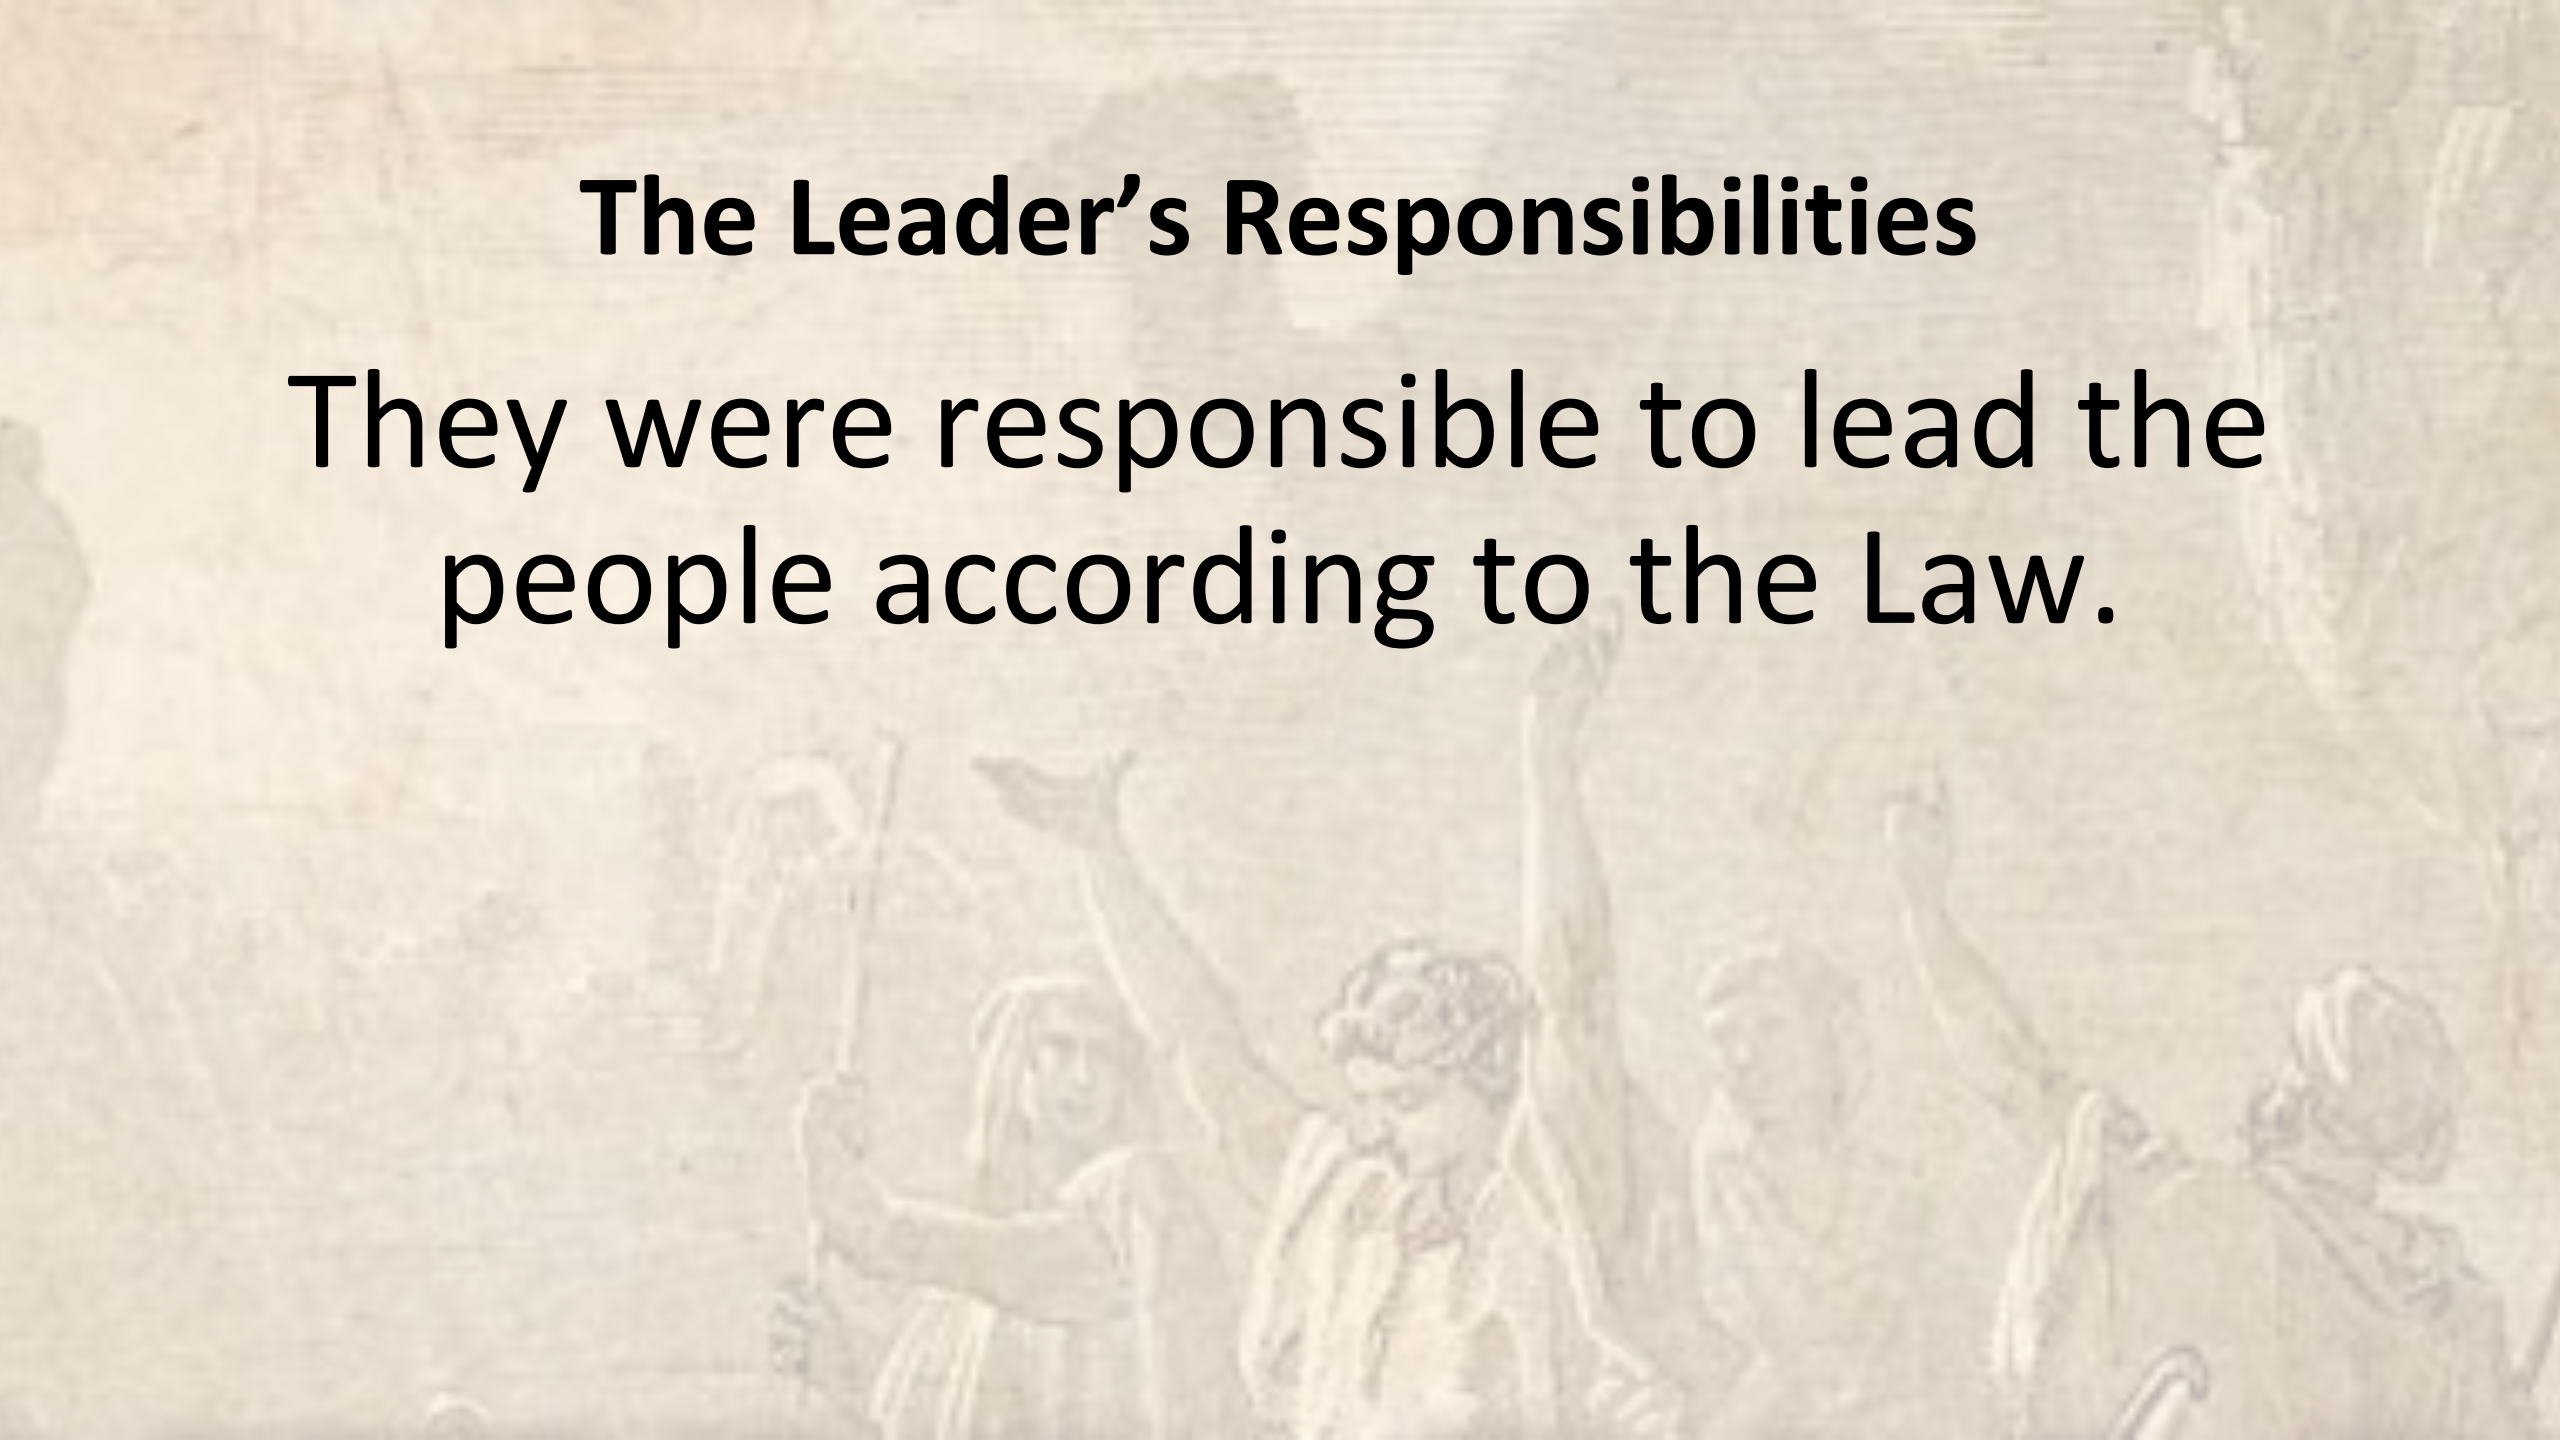 The Leader’s Responsibilities
They were responsible to lead the
people according to the Law.